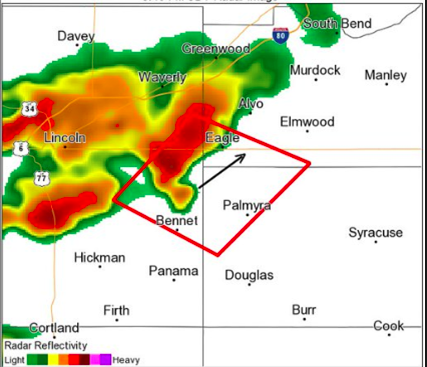 South Bend
80
Davey
Greenwood
Murdock
Waverly
Manley
34
Alvo
Elmwood
Lincoln
Eagle
6
77
Palmyra
Bennet
Syracuse
Hickman
Panama
Douglas
Firth
Burr
Cortland
Cook
Radar Reflectivity
Light
Heavy